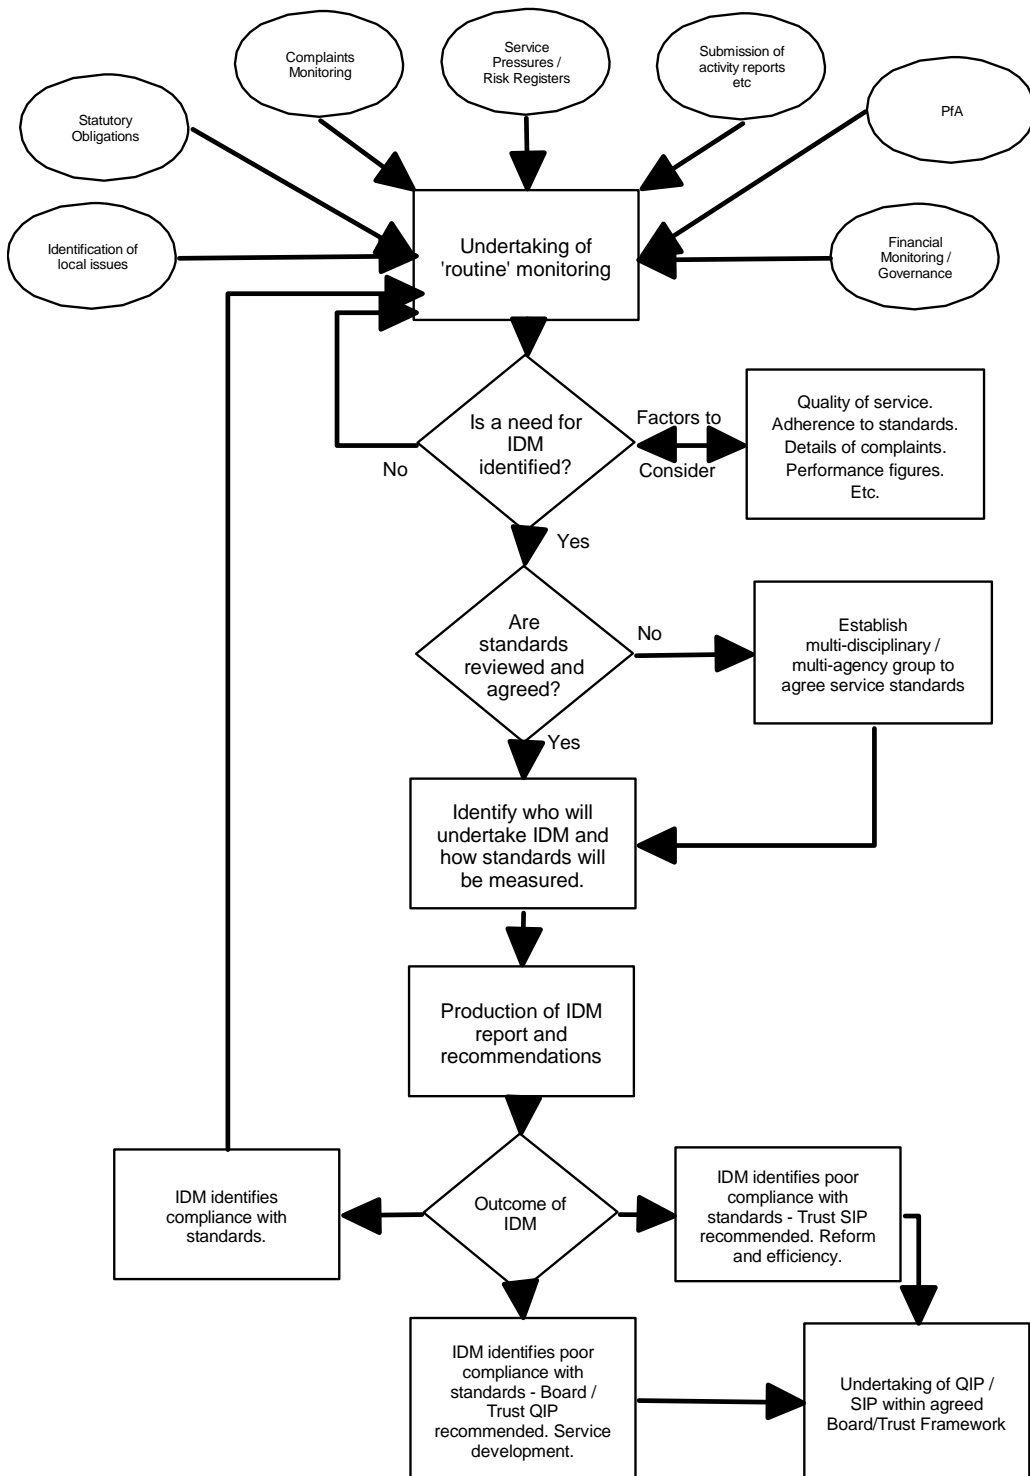 Complaints
Monitoring
Service
Pressures /
Risk Registers
Submission of
activity reports
etc
Statutory
Obligations
PfA
Identification of
local issues
Undertaking of
'routine' monitoring
Financial
Monitoring /
Governance
Is a need for
IDM
identified?
No
Factors to
Consider
Quality of service.
Adherence to standards.
Details of complaints.
Performance figures.
Etc.
Yes
Are
standards
reviewed and
agreed?
No
Establish
multi-disciplinary /
multi-agency group to
agree service standards
Yes
Identify who will
undertake IDM and
how standards will
be measured.
Production of IDM
report and
recommendations
IDM identifies
compliance with
standards.
Outcome of
IDM
IDM identifies poor
compliance with
standards - Trust SIP
recommended. Reform
and efficiency.
IDM identifies poor
compliance with
standards - Board /
Trust QIP
recommended. Service
development.
Undertaking of QIP /
SIP within agreed
Board/Trust Framework